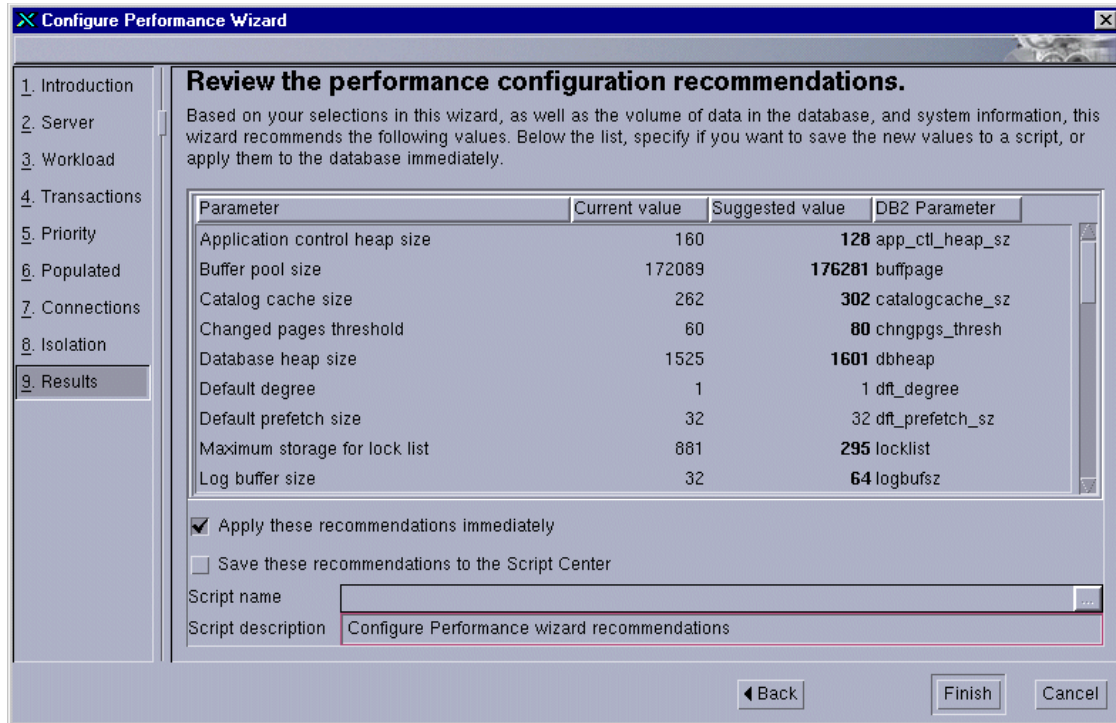 Configure Performance Wizard
1. Introduction
2. Server
3. Workload
4. Transactions
5. Priority
6. Populated
7. Connections
8. Isolation
9. Results
Review the performance configuration recommendations.
Based on your selections in this wizard, as well as the volume of data in the database, and system information, this
wizard recommends the following values. Below the list, specify if you want to save the new values to a script, or
apply them to the database immediately.
Parameter Current value Suggested value DB2 Parameter
Application control heap size 160 128 app_ctl_heap_sz
Buffer pool size 172089 176281 buffpage
Catalog cache size 262 302 catalogcache_sz
Changed pages threshold 60 80 chngpgs_thresh
Database heap size 1525 1601 dbheap
Default degree 1 1 dft_degree
Default prefetch size 32 32 dft_prefetch_sz
Maximum storage for lock list 881 295 locklist
Log buffer size 32 64 logbufsz
Apply these recommendations immediately
Save these recommendations to the Script Center
Script name ...
Script description Configure Performance wizard recommendations
Back Finish Cancel